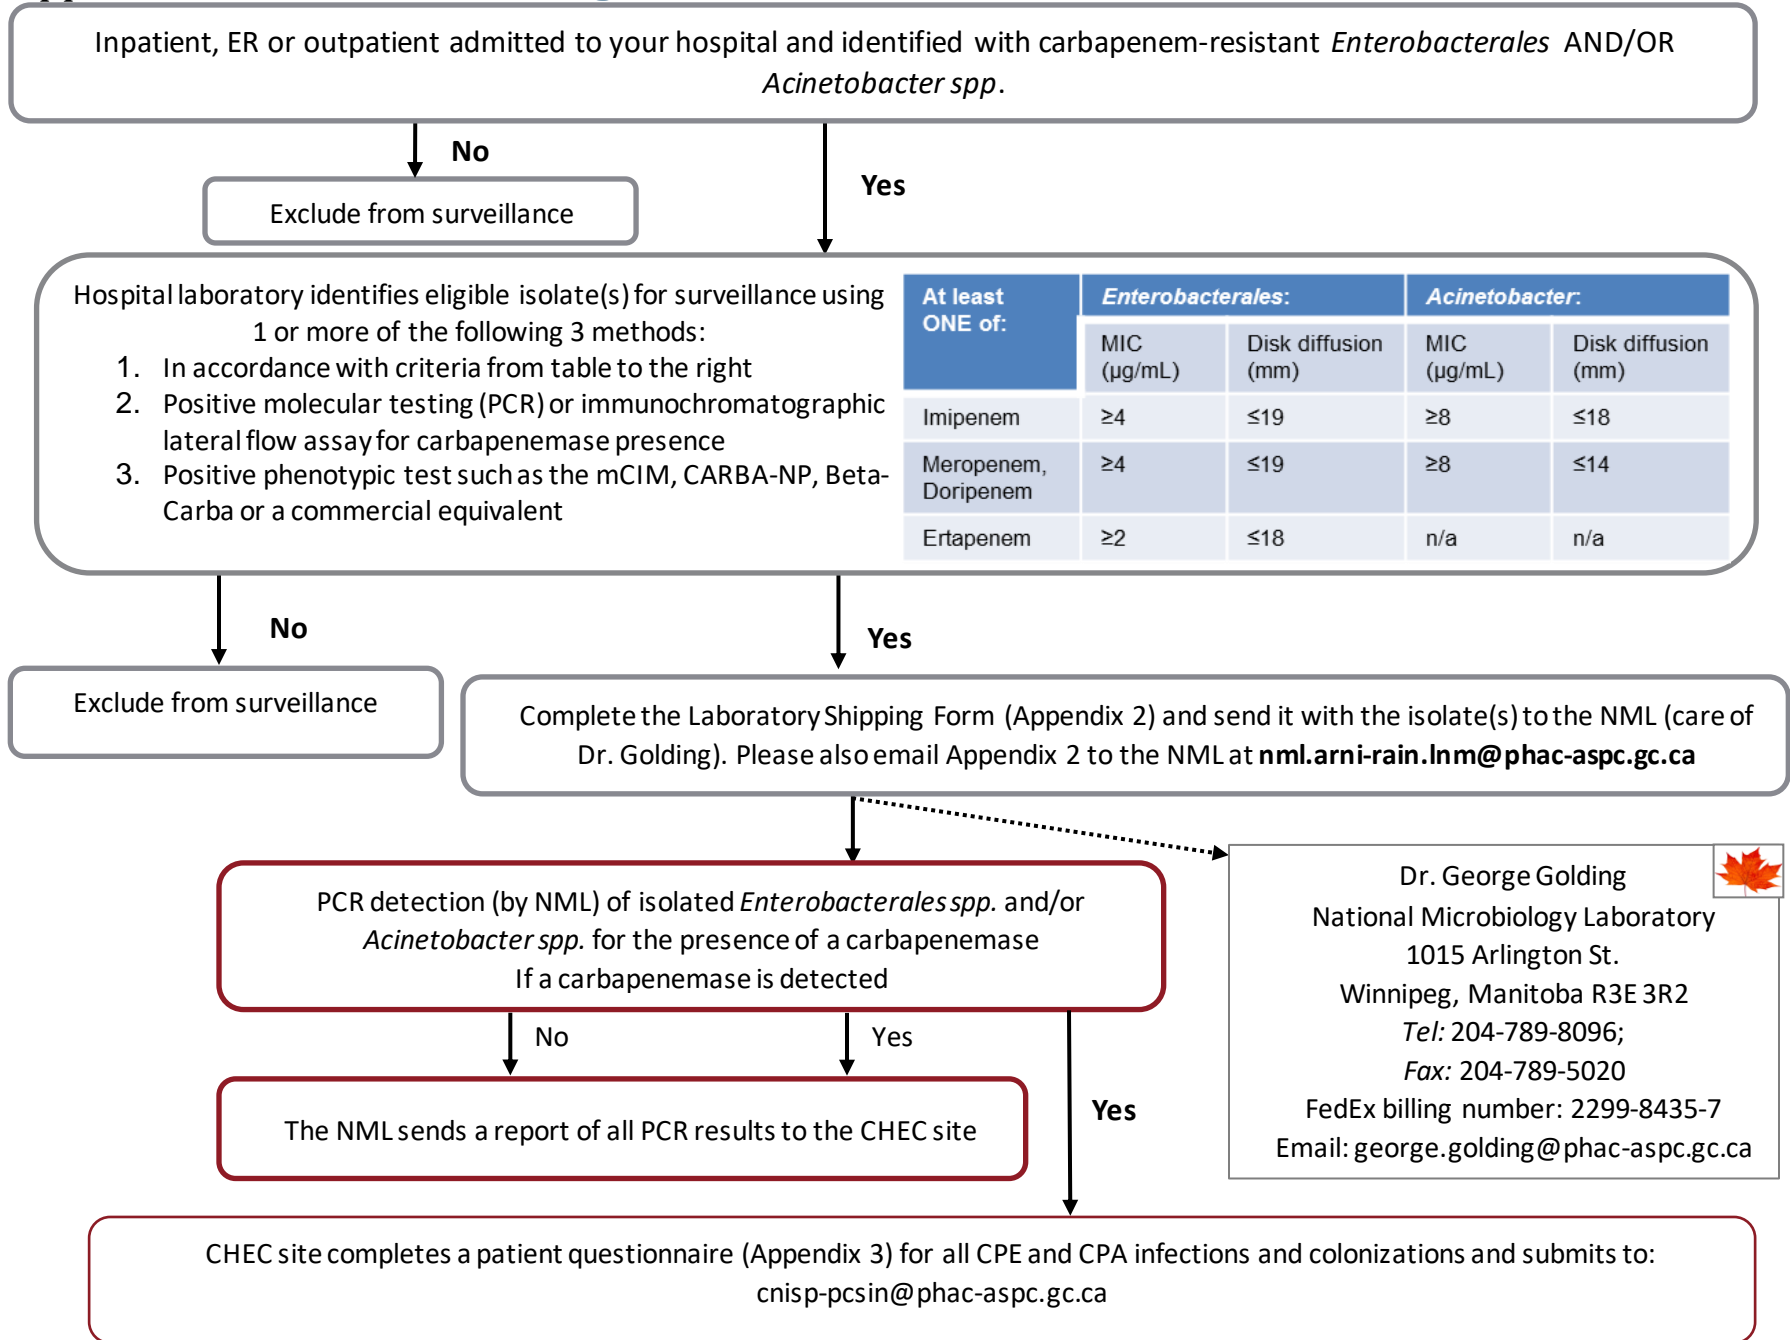 Inpatient, ER or outpatient admitted to your hospital and identified with carbapenem-resistant Enterobacterales AND/OR
Acinetobacter spp.
No
Yes
Exclude from surveillance
Hospital laboratory identifies eligible isolate(s) for surveillance using
1 or more of the following 3 methods:
1. In accordance with criteria from table to the right
2. Positive molecular testing (PCR) or immunochromatographic
lateral flow assay for carbapenemase presence
3. Positive phenotypic test such as the mCIM, CARBA-NP, Beta-
Carba or a commercial equivalent
At least ONE of: Enterobacterales: Acinetobacter:
MIC (µg/mL) Disk diffusion (mm) MIC (µg/mL) Disk diffusion (mm)
Imipenem ≥4 ≤19 ≥8 ≤18
Meropenem, Doripenem ≥4 ≤19 ≥8 ≤14
Ertapenem ≥2 ≤18 n/a n/a
No
Yes
Exclude from surveillance
Complete the Laboratory Shipping Form (Appendix 2) and send it with the isolate(s) to the NML (care of
Dr. Golding). Please also email Appendix 2 to the NML at nml.arni-rain.lnm@phac-aspc.gc.ca
PCR detection (by NML) of isolated Enterobacterales spp. and/or
Acinetobacter spp. for the presence of a carbapenemase
If a carbapenemase is detected
Dr. George Golding
National Microbiology Laboratory
1015 Arlington St.
Winnipeg, Manitoba R3E 3R2
Tel: 204-789-8096;
Fax: 204-789-5020
FedEx billing number: 2299-8435-7
Email: george.golding@phac-aspc.gc.ca
No
Yes
Yes
The NML sends a report of all PCR results to the CHEC site
CHEC site completes a patient questionnaire (Appendix 3) for all CPE and CPA infections and colonizations and submits to:
cnisp-pcsin@phac-aspc.gc.ca